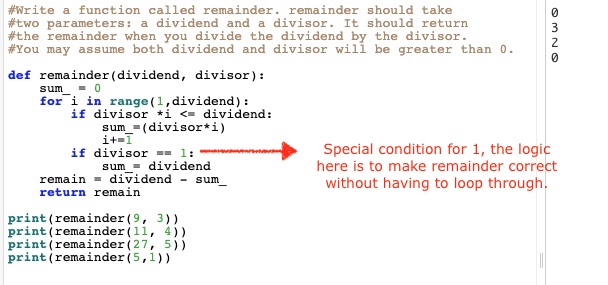 #Write a function called remainder. remainder should take
#two parameters: a dividend and a divisor. It should return
#the remainder when you divide the dividend by the divisor.
#You may assume both dividend and divisor will be greater than 0.
def remainder(dividend, divisor):
    sum_ = 0
    for i in range(1,dividend):
        if divisor *i <= dividend:
            sum_=(divisor*i)
            i+=1
        if divisor == 1:
            sum_= dividend
    remain = dividend - sum_
    return remain
print(remainder(9, 3))
print(remainder(11, 4))
print(remainder(27, 5))
print(remainder(5,1))
Special condition for 1, the logic
here is to make remainder correct
without having to loop through.
0
3
2
0